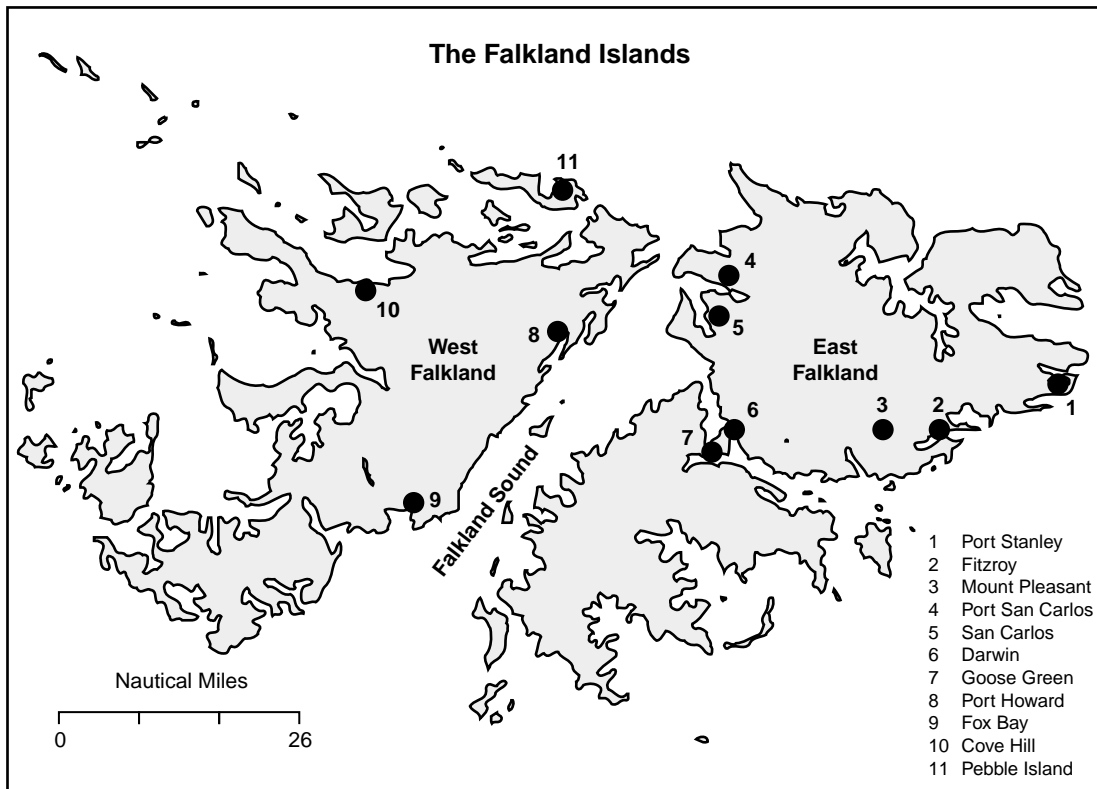 The Falkland Islands
11
4
10
5
8
West
Falkland
East
Falkland
1
6
3
2
7
9
Falkland Sound
1 Port Stanley
2 Fitzroy
3 Mount Pleasant
4 Port San Carlos
5 San Carlos
6 Darwin
7 Goose Green
8 Port Howard
9 Fox Bay
10 Cove Hill
11 Pebble Island
Nautical Miles
0 26